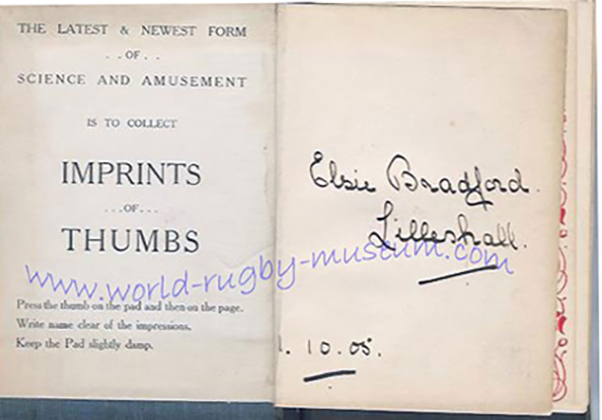 THE LATEST & NEWEST FORM
..OF..
SCIENCE AND AMUSEMENT
IS TO COLLECT
IMPRINTS
...OF...
THUMBS
Press the thumb on the pad and then on the page.
Write name clear of the impressions.
Keep the Pad slightly damp.
Elsie Bradford.
Lilleshall.
1. 10. 05.
www.world-rugby-museum.com